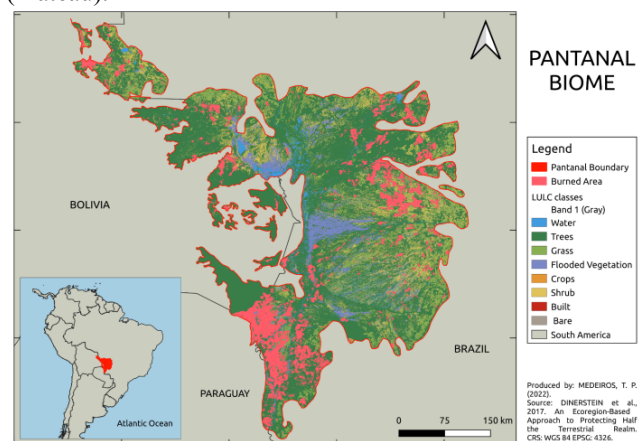 (Plateau).
PANTANAL
BIOME
BOLIVIA
BRAZIL
PARAGUAY
Atlantic Ocean
0 75 150 km
Legend
Pantanal Boundary
Burned Area
LULC classes
Band 1 (Gray)
Water
Trees
Grass
Flooded Vegetation
Crops
Shrub
Built
Bare
South America
Produced by: MEDEIROS, T. P.
(2022).
Source: DINERSTEIN et al.,
2017. An Ecoregion-Based
Approach to Protecting Half
the Terrestrial Realm.
CRS: WGS 84 EPSG: 4326.